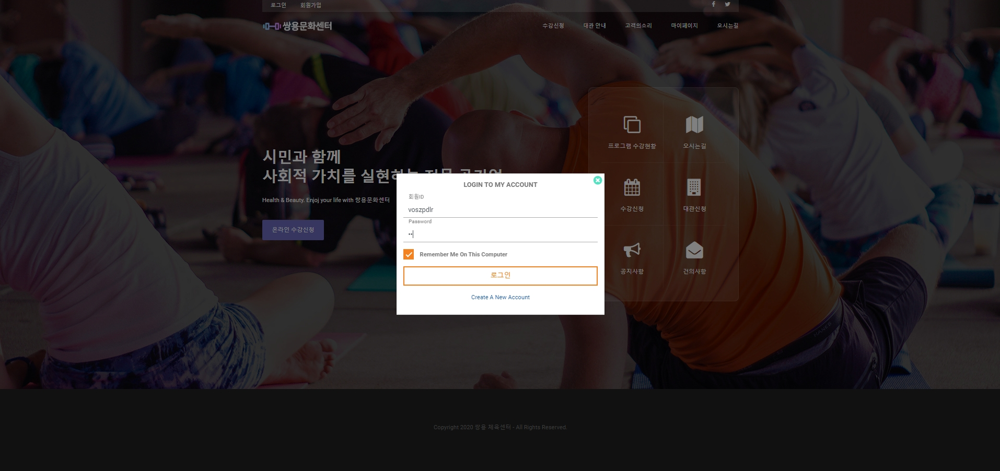 로그인 회원가입
쌍용문화센터
수강신청 대관 안내 고객의소리 마이페이지 오시는길
시민과 함께
사회적 가치를 실현하는
Health & Beauty. Enjoj your life with 쌍용문화센터
온라인 수강신청
LOGIN TO MY ACCOUNT
회원ID
voszpdlr
Password
Remember Me On This Computer
로그인
Create A New Account
프로그램 수강현황 오시는길
수강신청 대관신청
공지사항 건의사항
HANES
Copyright 2020 쌍용 체육센터 - All Rights Reserved.